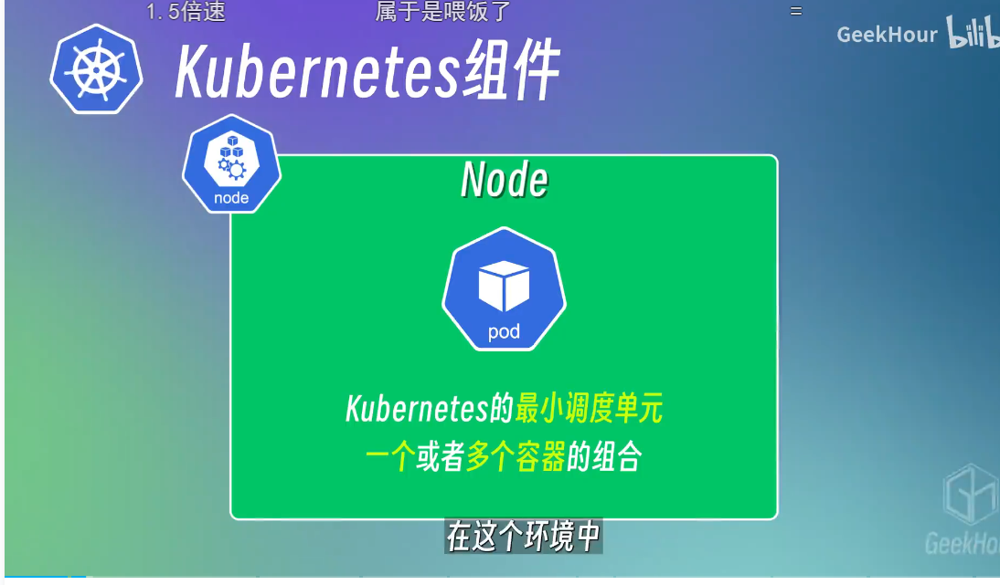 1.5倍速
属于是喂饭了
=
GeekHour
Kubernetes组件
node
Node
pod
Kubernetes的最小调度单元
一个或者多个容器的组合
在这个环境中